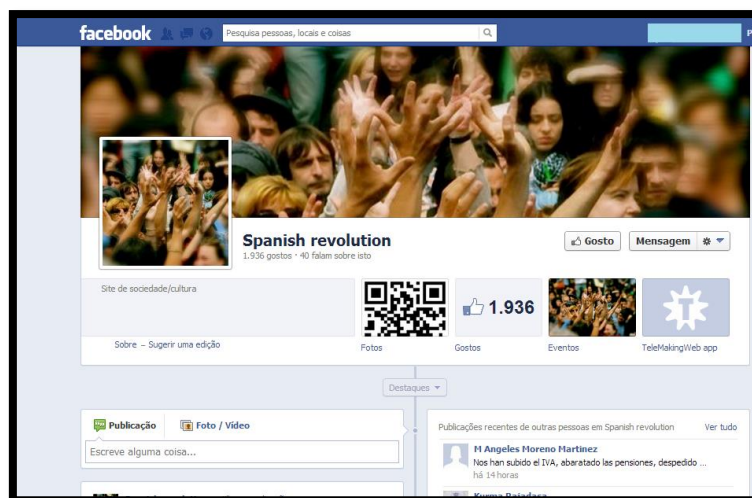 facebook
Pesquisa pessoas, locais e coisas
P
Spanish revolution
1.936 gostos · 40 falam sobre isto
Gosto
Mensagem
Site de sociedade/cultura
1.936
T
Sobre – Sugerir uma edição
Fotos
Gostos
Eventos
TeleMakingWeb app
Destaques
Publicação
Foto / Vídeo
Escreve alguma coisa...
Publicações recentes de outras pessoas em Spanish revolution
Ver tudo
M Angeles Moreno Martinez
Nos han subido el IVA, abaratado las pensiones, despedido ...
há 14 horas